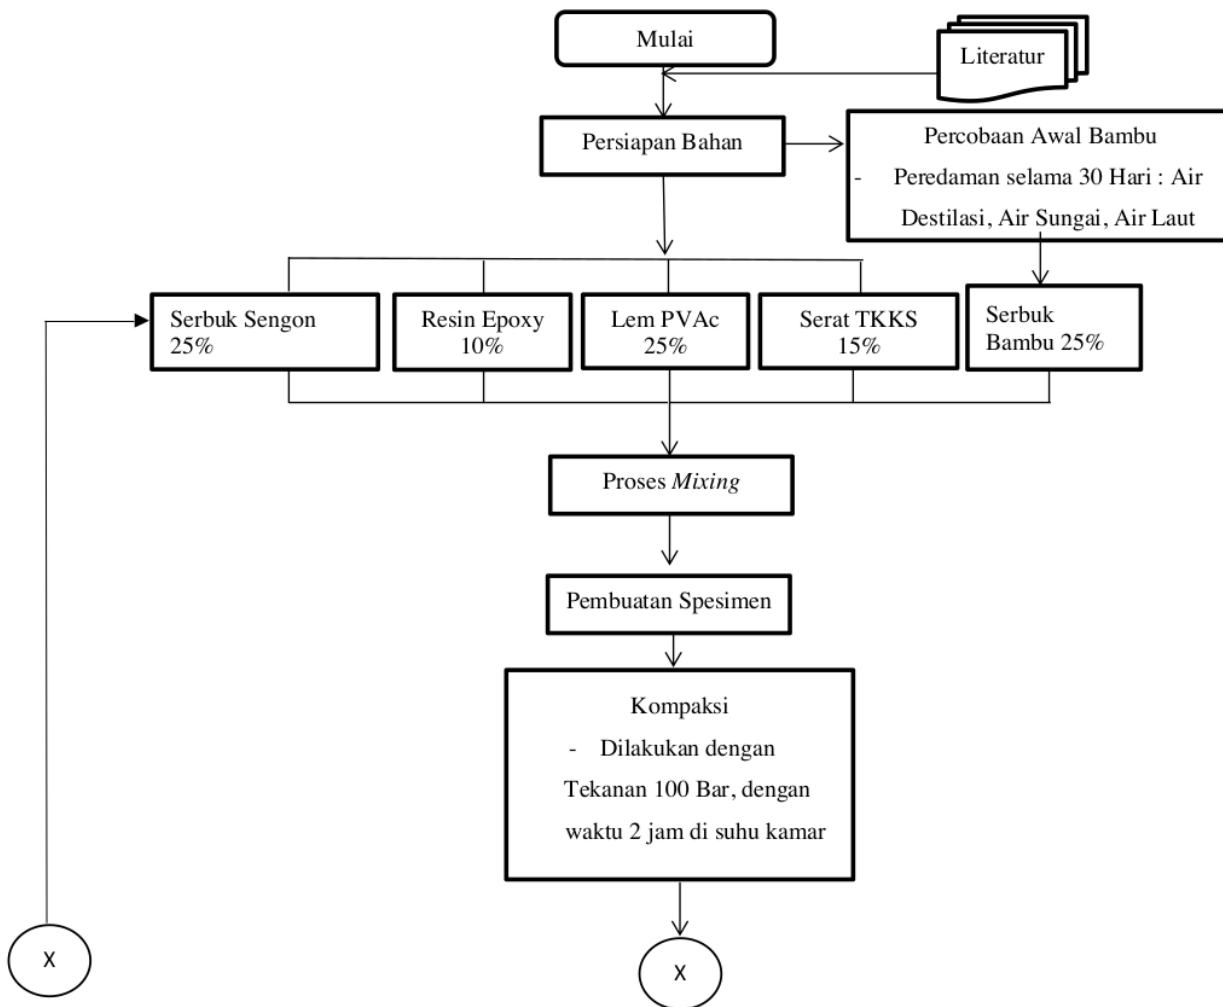 Mulai
Literatur
Persiapan Bahan
Percobaan Awal Bambu
- Peredaman selama 30 Hari : Air
Destilasi, Air Sungai, Air Laut
Serbuk Sengon
25%
Resin Epoxy
10%
Lem PVAc
25%
Serat TKKS
15%
Serbuk
Bambu 25%
Proses Mixing
Pembuatan Spesimen
Kompaksi
- Dilakukan dengan
Tekanan 100 Bar, dengan
waktu 2 jam di suhu kamar
X
X